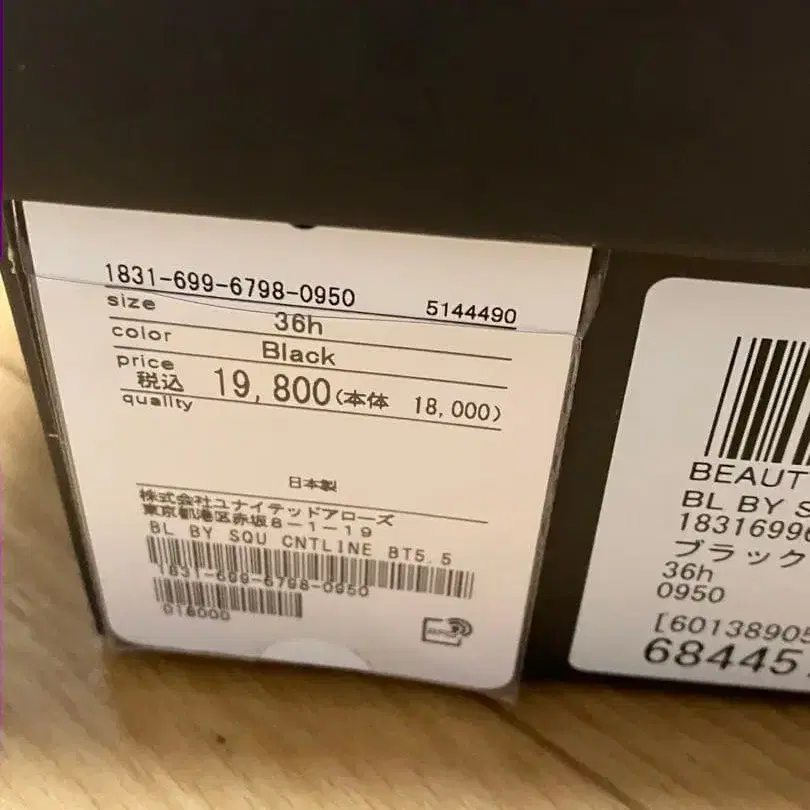 1831-699-6798-0950 5144490
size 36h
color Black
price
税込 19,800(本体 18,000)
quality
日本製
株式会社ユナイテッドアローズ
東京都港区赤坂8-1-19
BL BY SQU CNTLINE BT5.5
1831-699-6798-0950
018000
BEAUT
BL BY S
1831699
ブラック
36h
0950
[60138905
684457